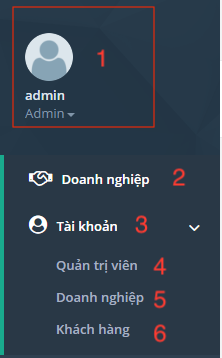 1
admin
Admin
Doanh nghiệp 2
Tài khoản 3
Quản trị viên 4
Doanh nghiệp 5
Khách hàng 6